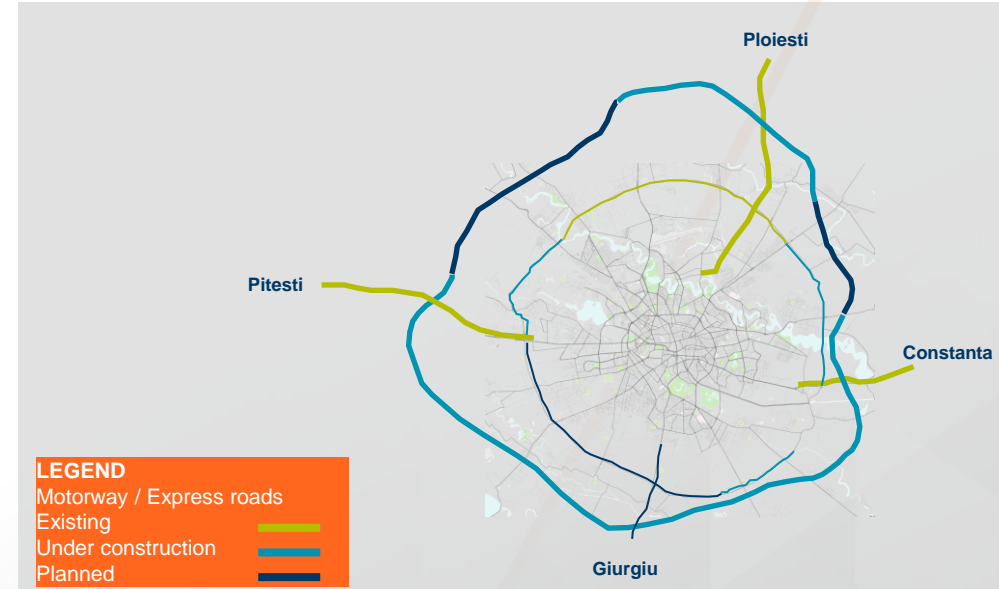 Ploiesti
Pitesti
Constanta
Giurgiu
LEGEND
Motorway / Express roads
Existing
Under construction
Planned